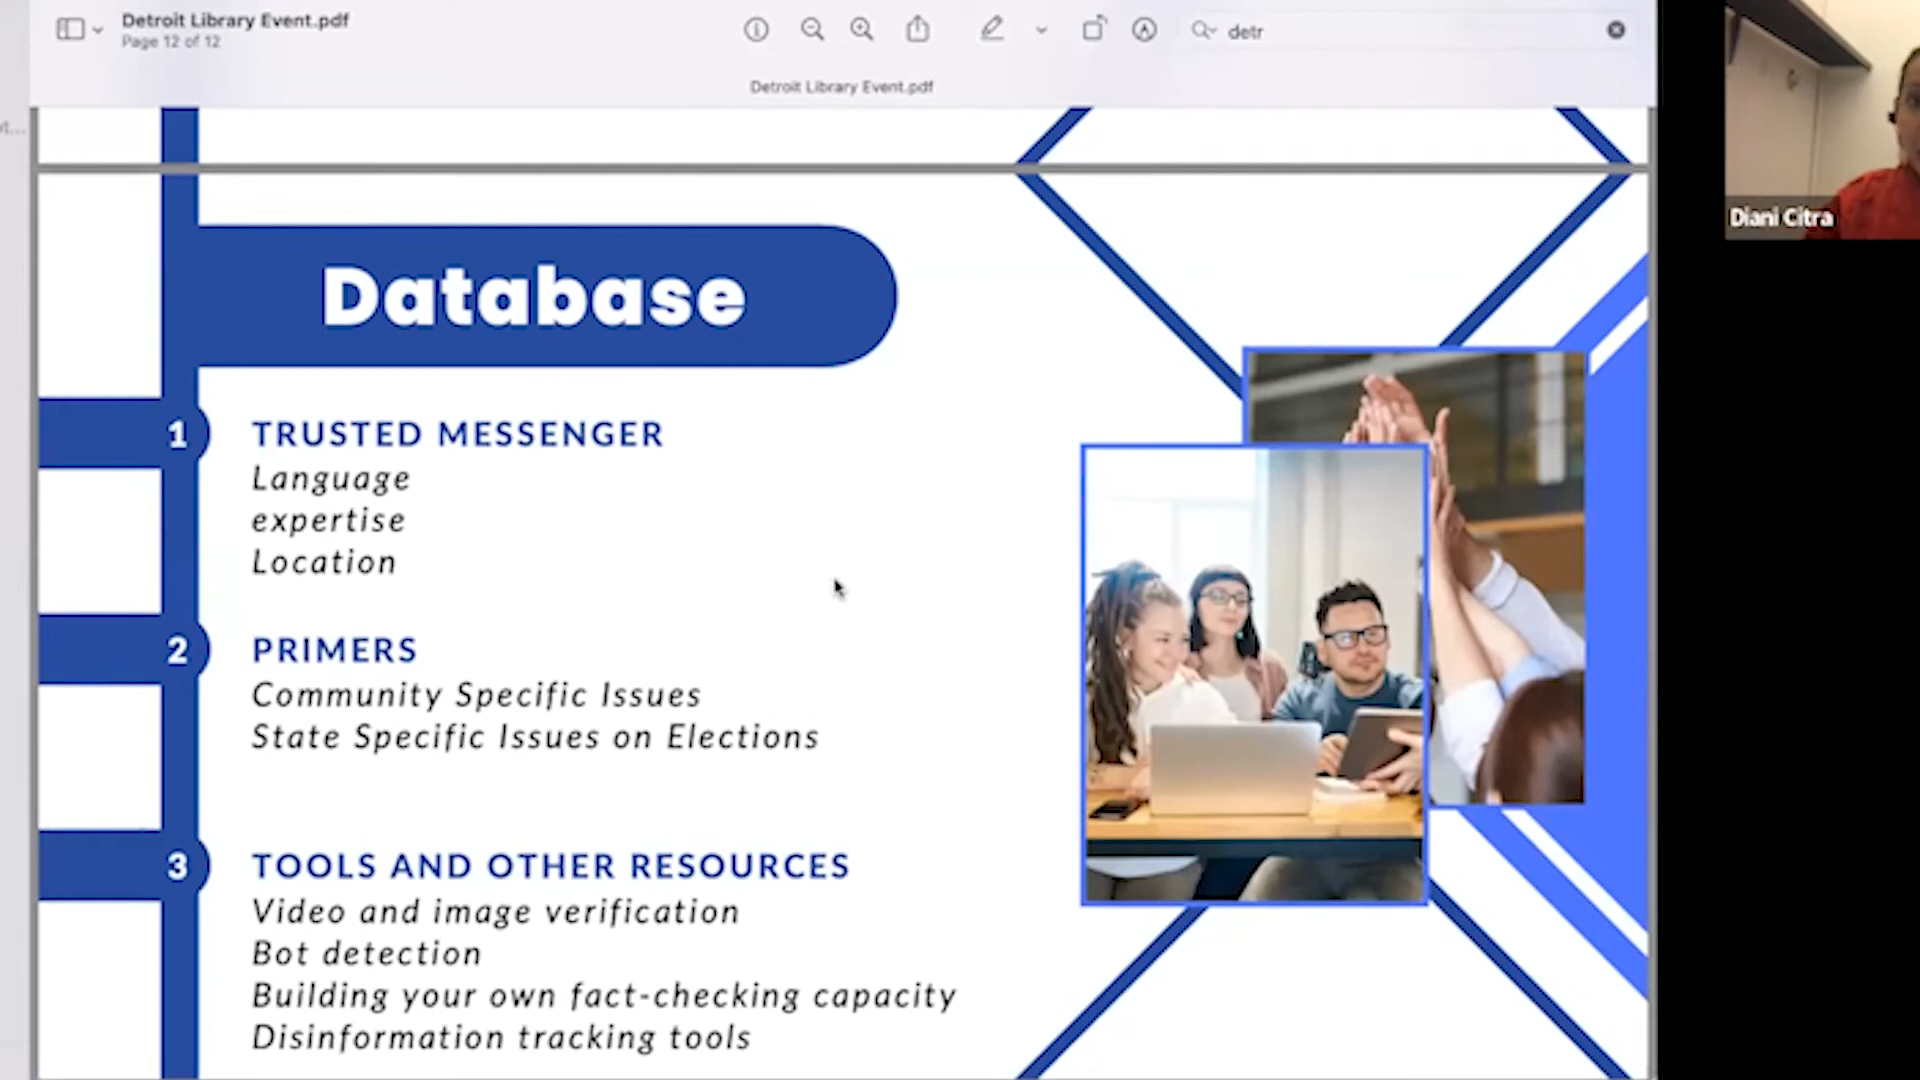 Detroit Library Event.pdf
Page 12 of 12
detr
Detroit Library Event.pdf
Diani Citra
Database
1
TRUSTED MESSENGER
Language
expertise
Location
2
PRIMERS
Community Specific Issues
State Specific Issues on Elections
3
TOOLS AND OTHER RESOURCES
Video and image verification
Bot detection
Building your own fact-checking capacity
Disinformation tracking tools